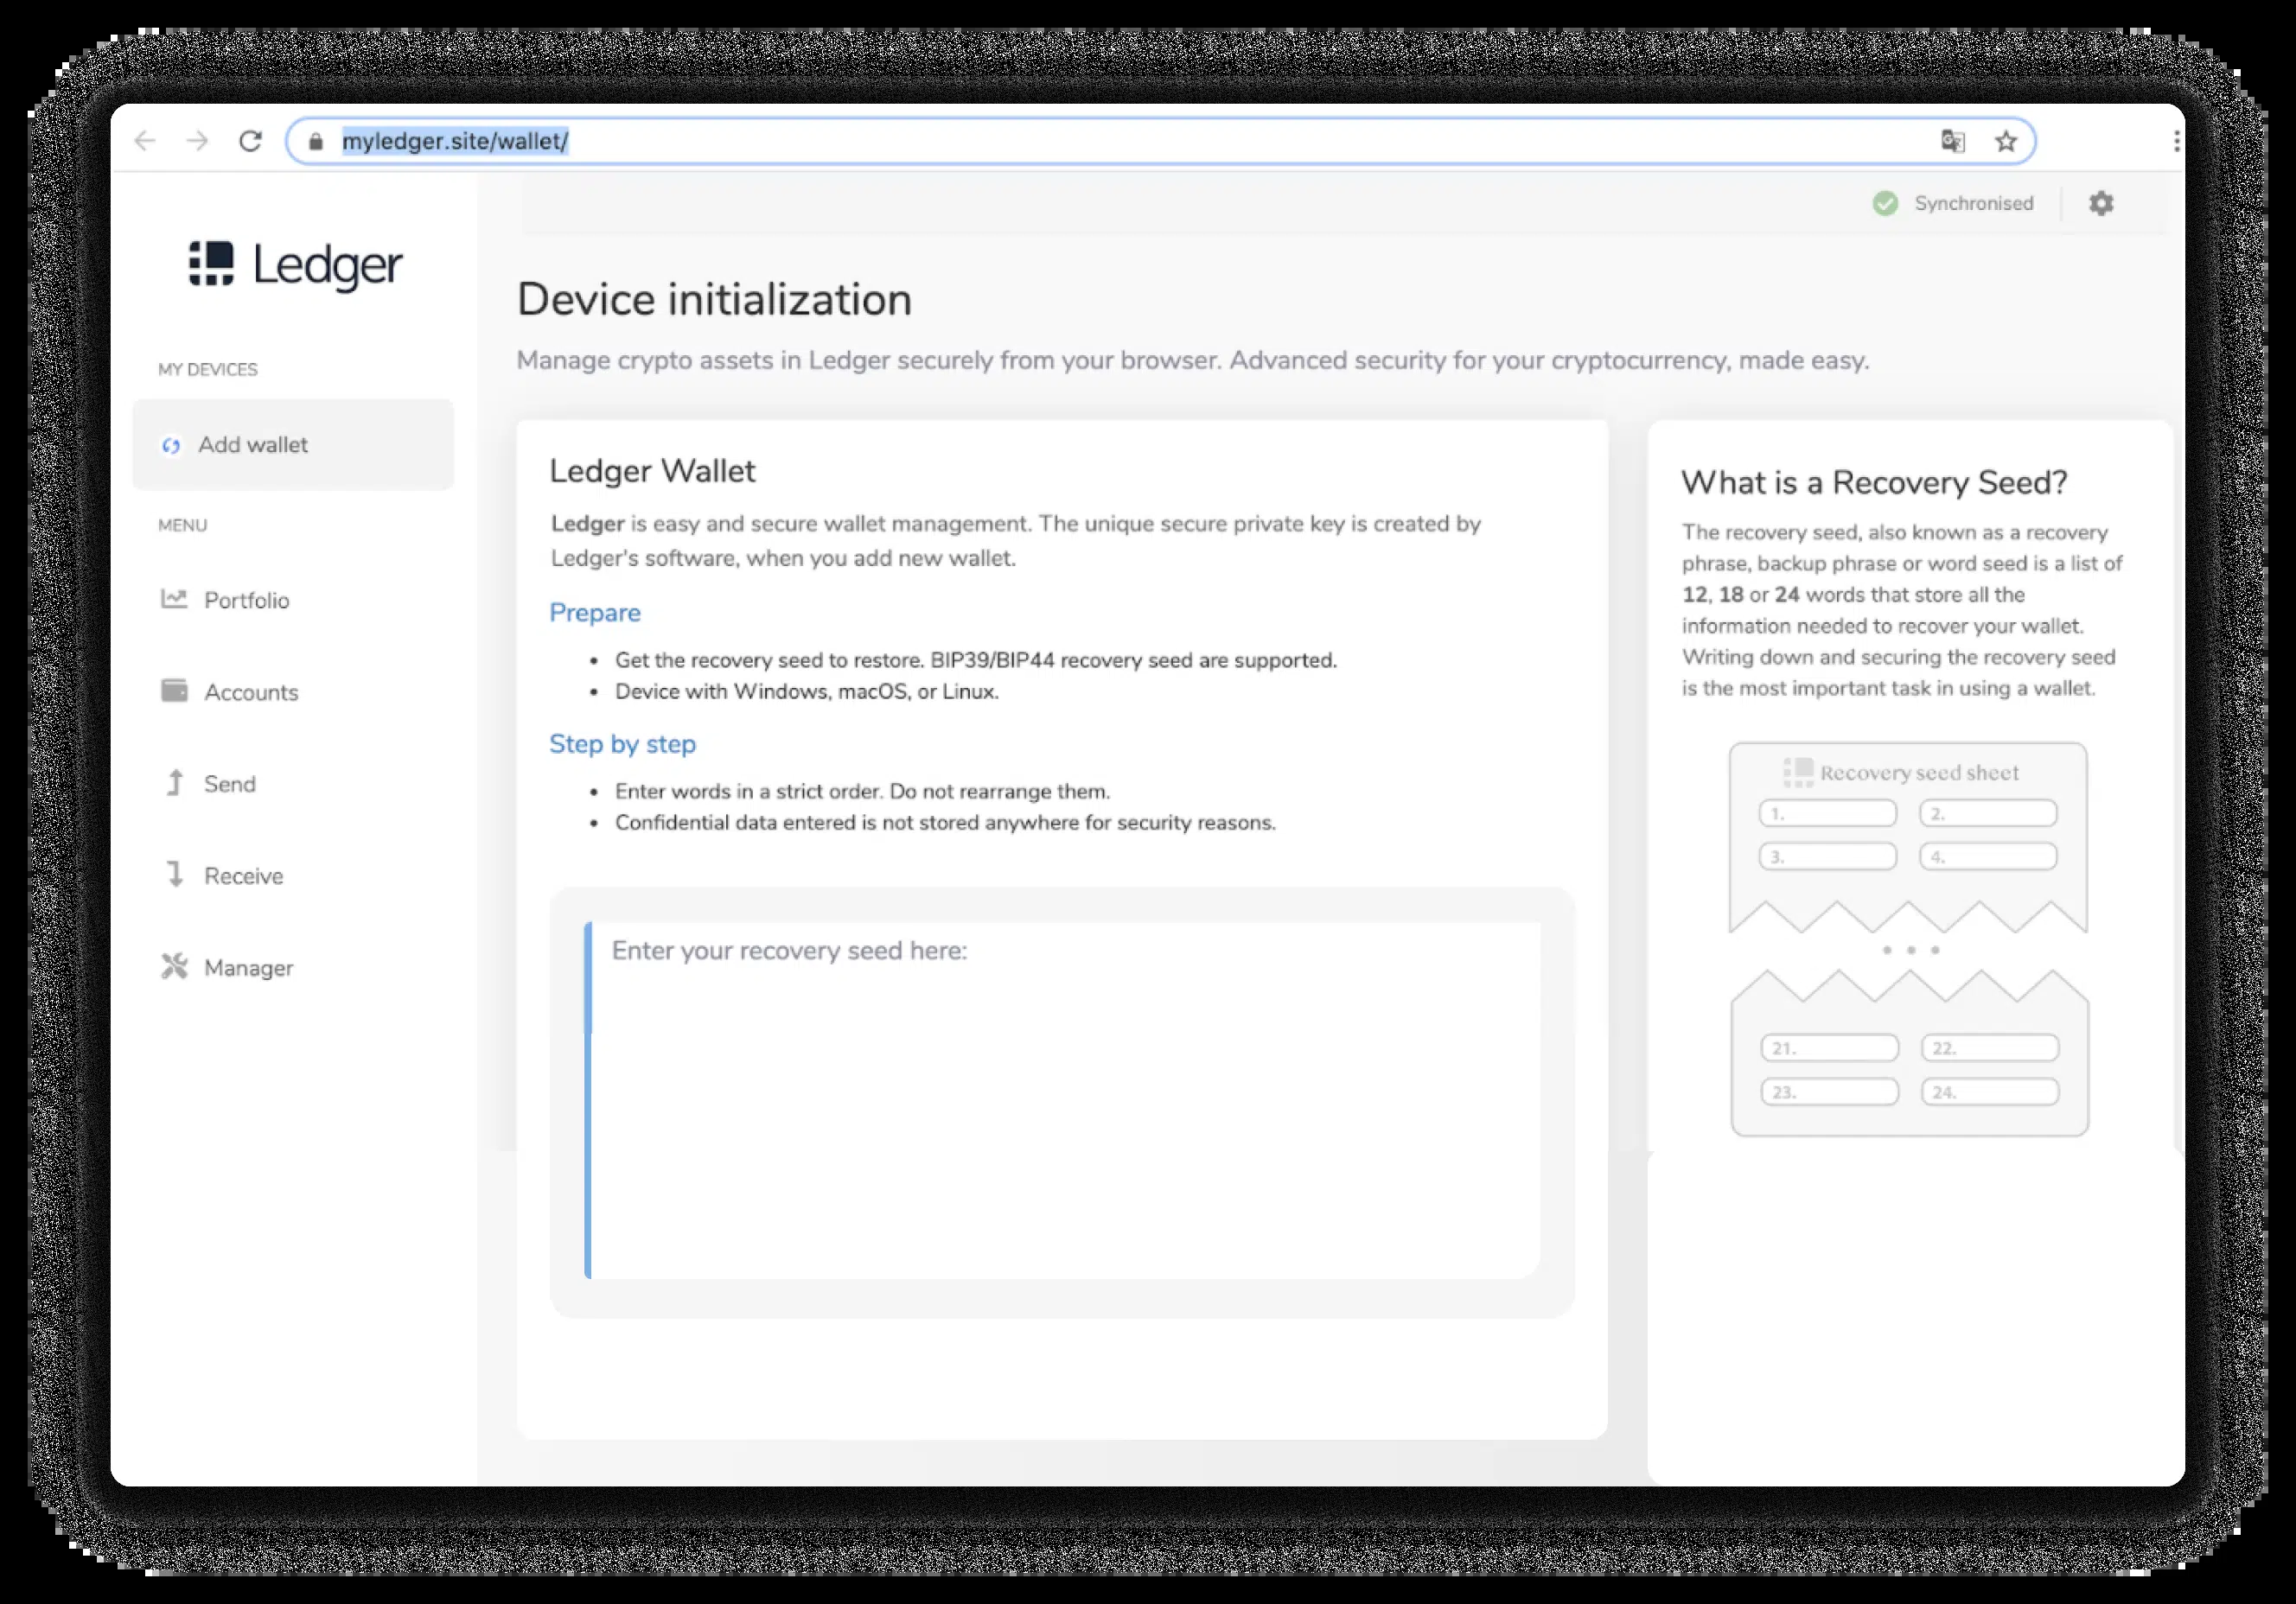 myledger.site/wallet/
Synchronised
Ledger
MY DEVICES
Add wallet
MENU
Portfolio
Accounts
Send
Receive
Manager
Device initialization
Manage crypto assets in Ledger securely from your browser. Advanced security for your cryptocurrency, made easy.
Ledger Wallet
Ledger is easy and secure wallet management. The unique secure private key is created by
Ledger's software, when you add new wallet.
Prepare
• Get the recovery seed to restore. BIP39/BIP44 recovery seed are supported.
• Device with Windows, macOS, or Linux.
Step by step
• Enter words in a strict order. Do not rearrange them.
• Confidential data entered is not stored anywhere for security reasons.
Enter your recovery seed here:
What is a Recovery Seed?
The recovery seed, also known as a recovery
phrase, backup phrase or word seed is a list of
12, 18 or 24 words that store all the
information needed to recover your wallet.
Writing down and securing the recovery seed
is the most important task in using a wallet.
Recovery seed sheet
1. 2.
3. 4.
21. 22.
23. 24.